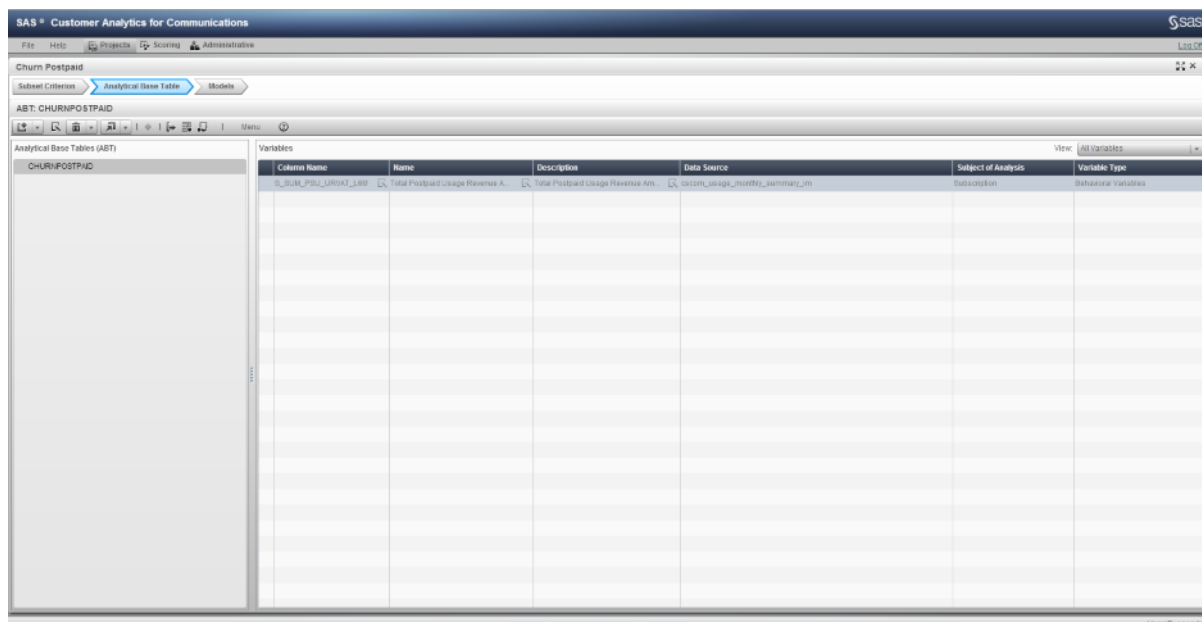 SAS ® Customer Analytics for Communications
sas
File Help Projects Scoring Administrative
Log Off
Churn Postpaid
Subset Criterion Analytical Base Table Models
ABT: CHURNPOSTPAID
Menu
Analytical Base Tables (ABT)
Variables View: All Variables
CHURNPOSTPAID
Column Name Name Description Data Source Subject of Analysis Variable Type
Total Postpaid Usage Revenue A... Total Postpaid Usage Revenue Am... Subscription Behavioral Variables